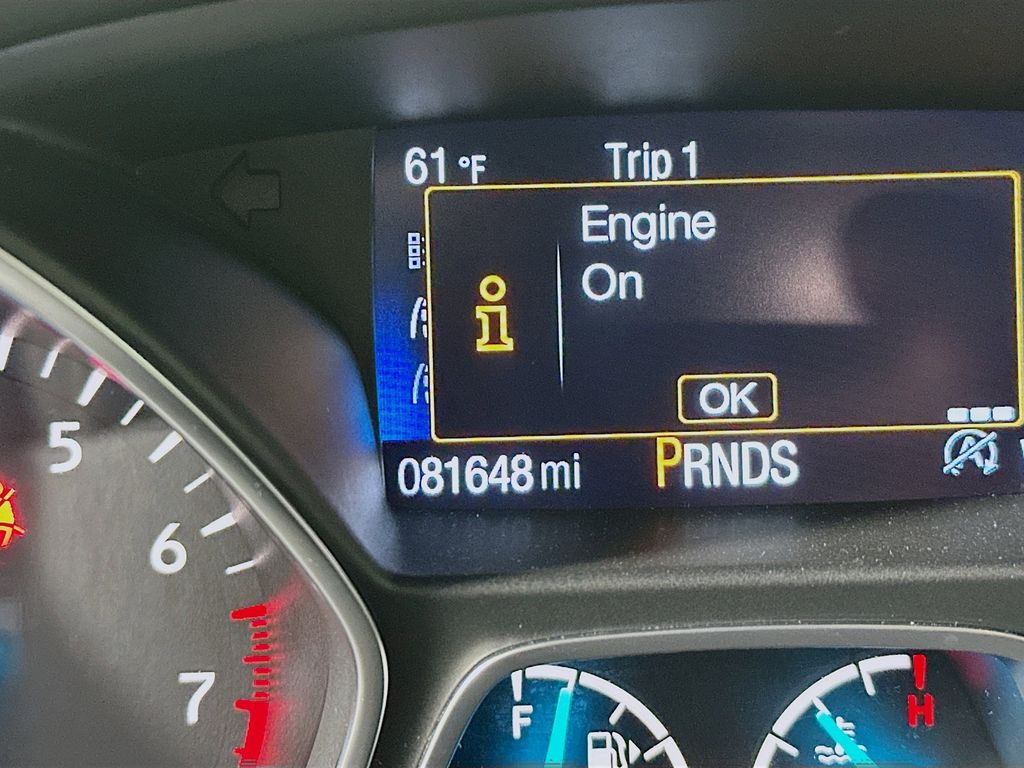 61 °F Trip 1
Engine
On
OK
081648 mi PRNDS
5
6
7
F
H